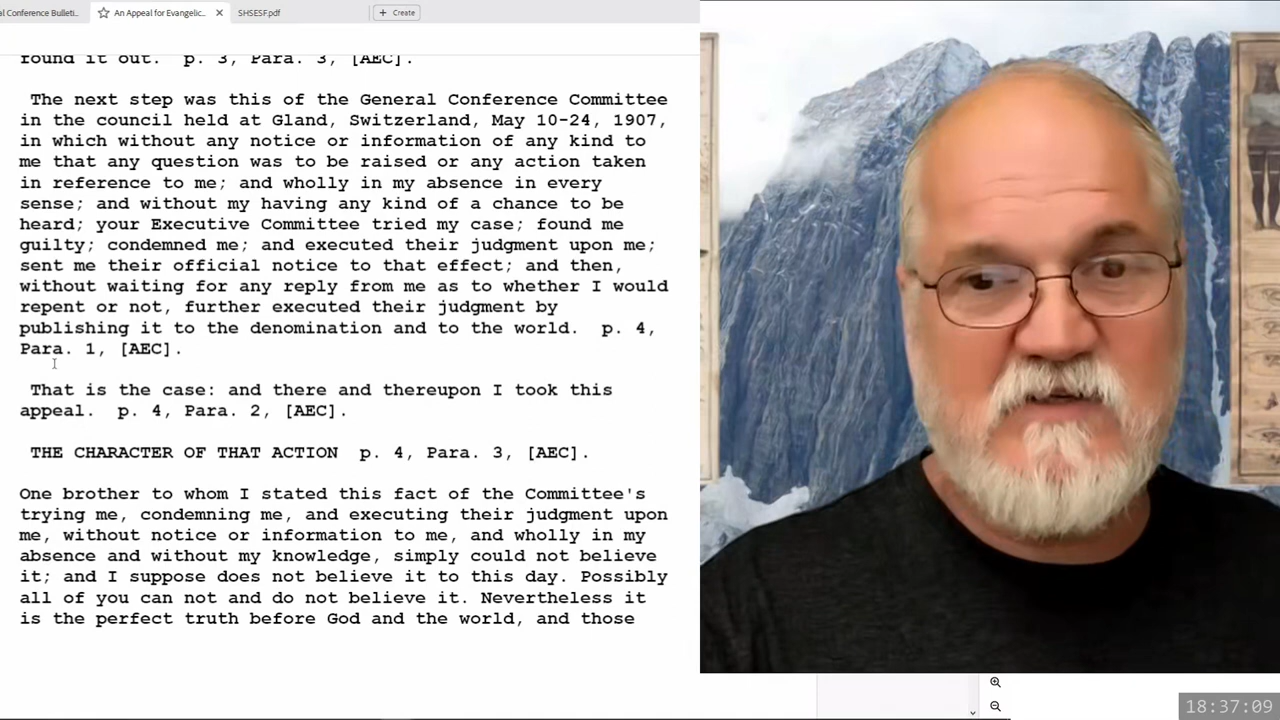 al Conference Bulleti...
An Appeal for Evangelic...
SHSESF.pdf
Create
found it out. p. 3, Para. 3, [AEC].
The next step was this of the General Conference Committee
in the council held at Gland, Switzerland, May 10-24, 1907,
in which without any notice or information of any kind to
me that any question was to be raised or any action taken
in reference to me; and wholly in my absence in every
sense; and without my having any kind of a chance to be
heard; your Executive Committee tried my case; found me
guilty; condemned me; and executed their judgment upon me;
sent me their official notice to that effect; and then,
without waiting for any reply from me as to whether I would
repent or not, further executed their judgment by
publishing it to the denomination and to the world. p. 4,
Para. 1, [AEC].
That is the case: and there and thereupon I took this
appeal. p. 4, Para. 2, [AEC].
THE CHARACTER OF THAT ACTION p. 4, Para. 3, [AEC].
One brother to whom I stated this fact of the Committee's
trying me, condemning me, and executing their judgment upon
me, without notice or information to me, and wholly in my
absence and without my knowledge, simply could not believe
it; and I suppose does not believe it to this day. Possibly
all of you can not and do not believe it. Nevertheless it
is the perfect truth before God and the world, and those
18:37:09